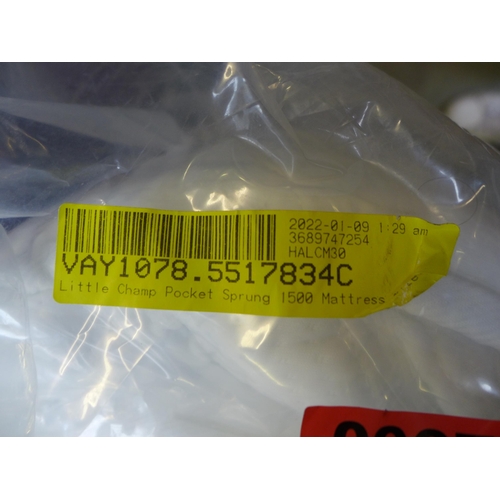 2022-01-09 1:29 am
3689747254
HALCM30
VAY1078.5517834C
Little Champ Pocket Sprung 1500 Mattress